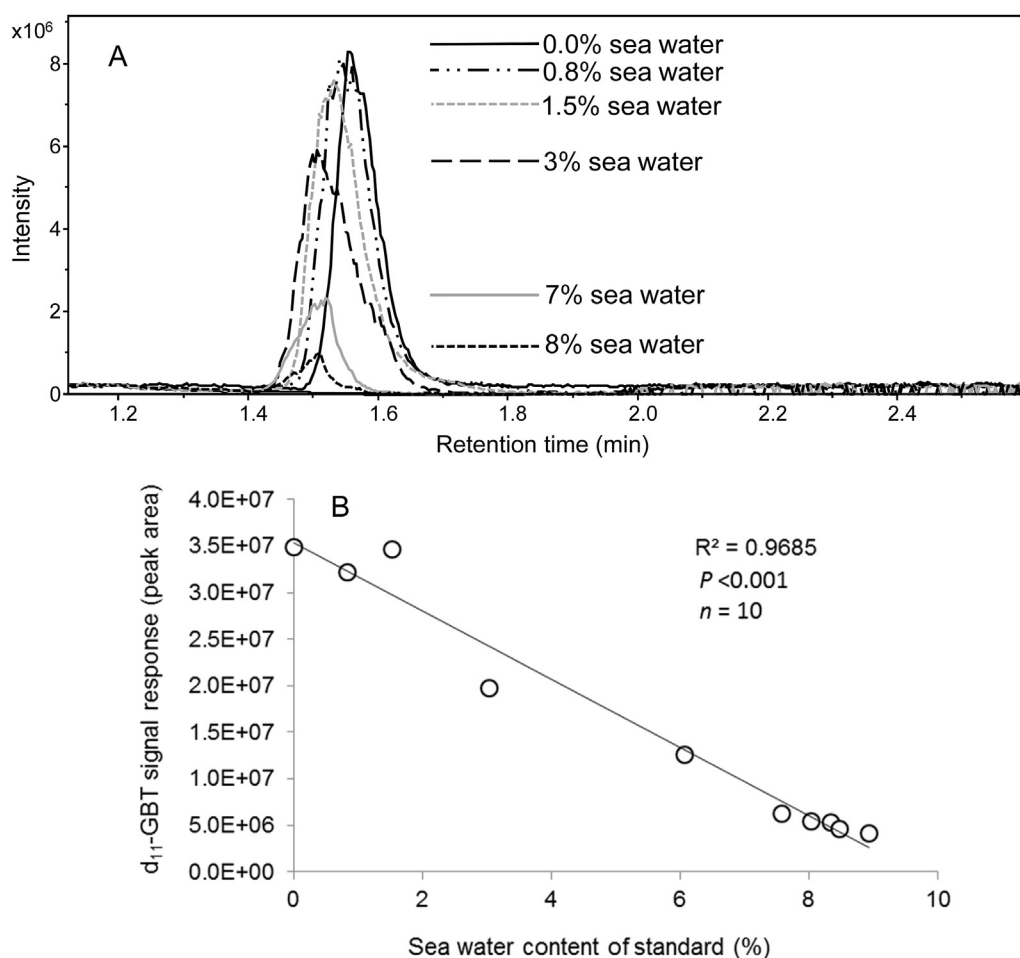 x10⁶
A
8
6
4
2
0
Intensity
0.0% sea water
0.8% sea water
1.5% sea water
3% sea water
7% sea water
8% sea water
1.2 1.4 1.6 1.8 2.0 2.2 2.4
Retention time (min)
B
4.0E+07
3.5E+07
3.0E+07
2.5E+07
2.0E+07
1.5E+07
1.0E+07
5.0E+06
0.0E+00
d₁₁-GBT signal response (peak area)
R² = 0.9685
P <0.001
n = 10
0 2 4 6 8 10
Sea water content of standard (%)